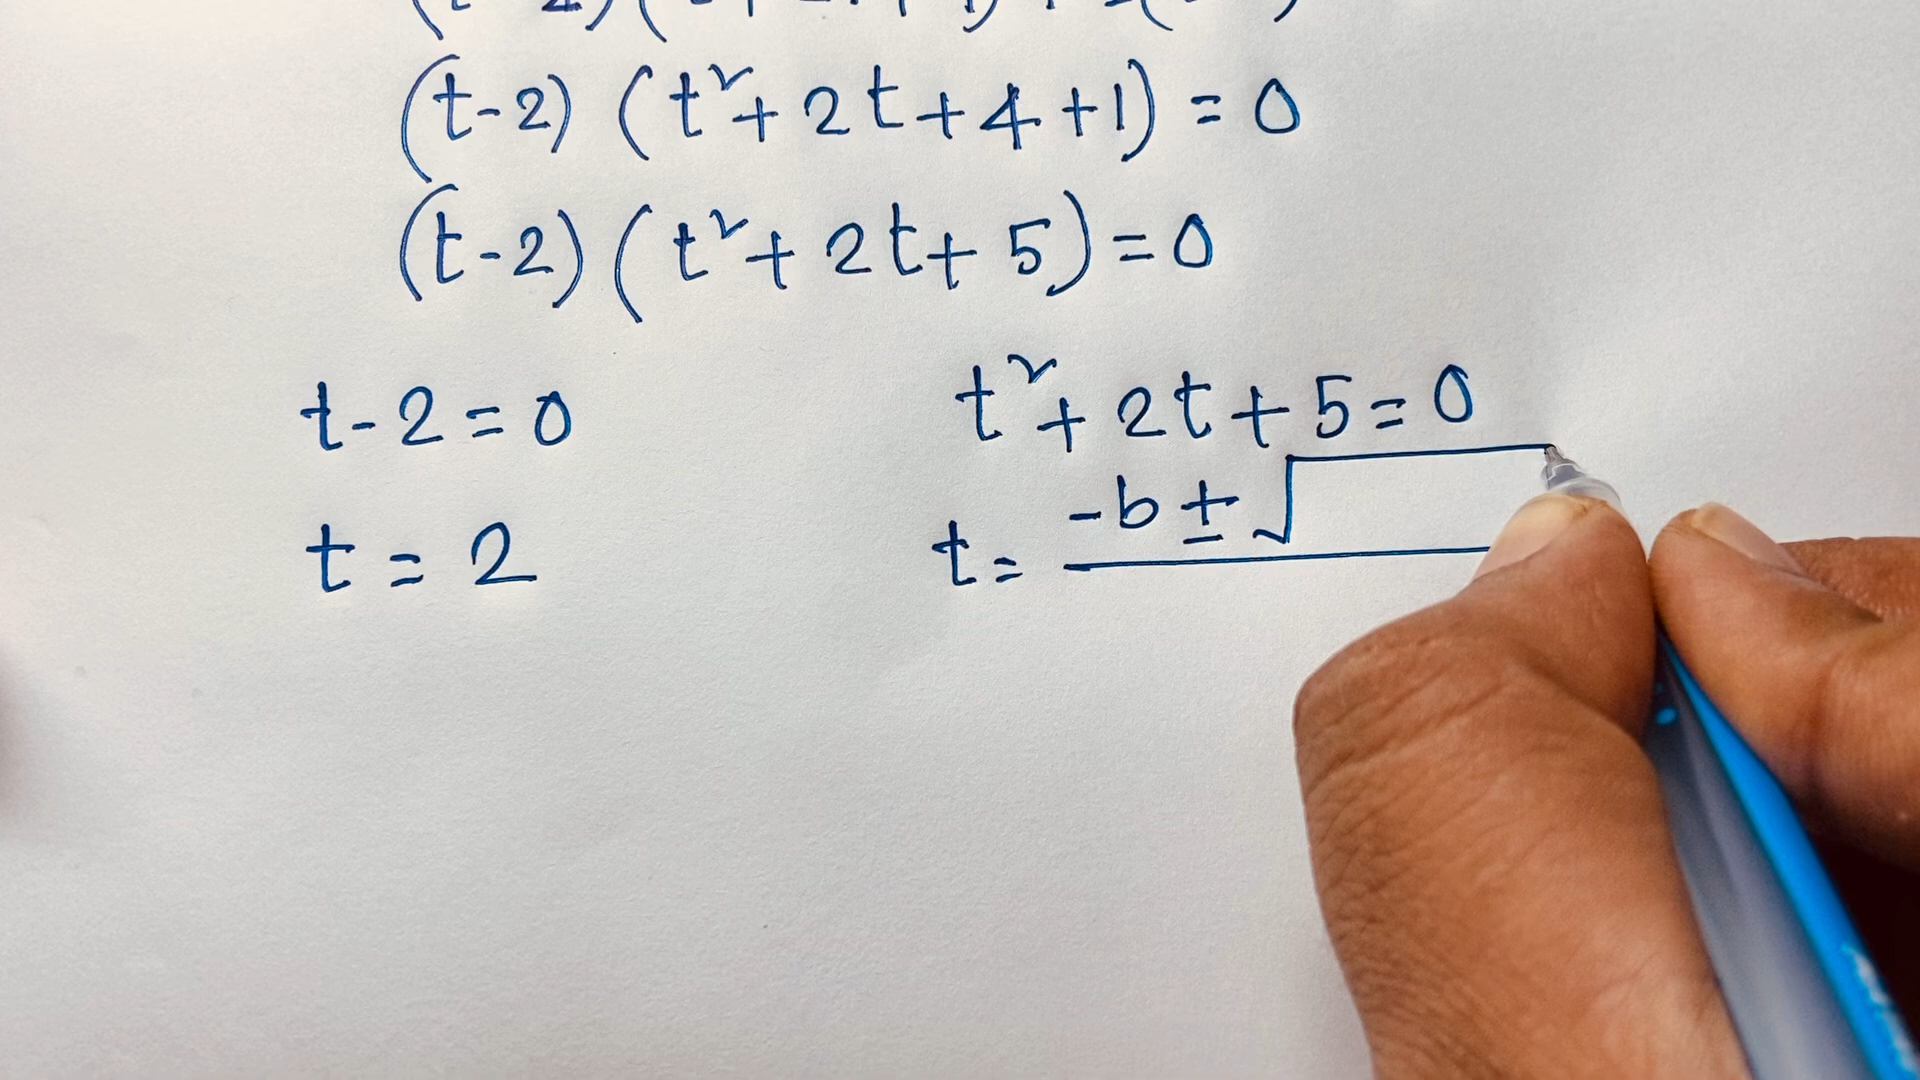 (t-2) (t²+2t+4+1) = 0
(t-2) (t²+2t+5) = 0
t-2=0
t = 2
t²+2t+5=0
t= -b±√